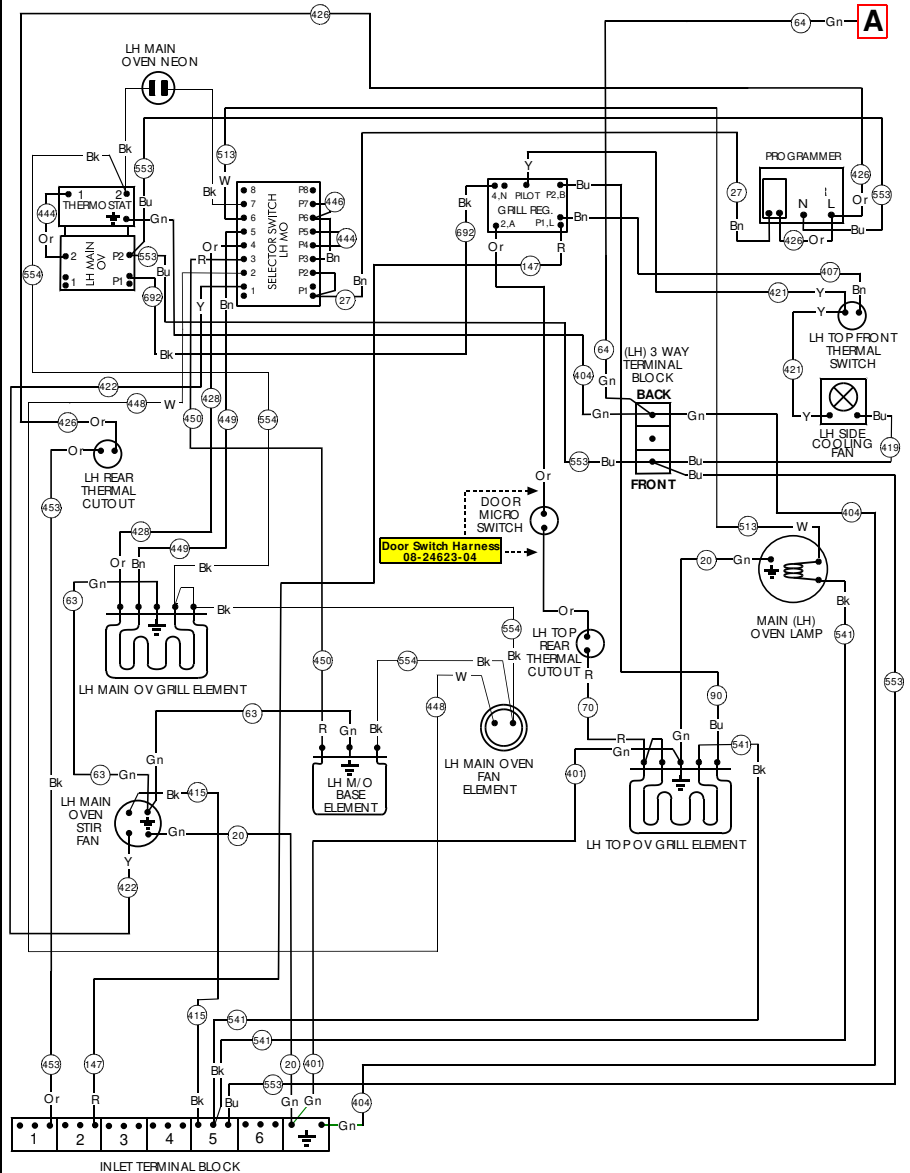 426
64
Gn
A
LH MAIN
OVEN NEON
Bk
Bk
553
513
W
Bk
Y
PROGRAMMER
N
L
426
Or
553
Bu
426
Or
27
Bn
1
2
THERMOSTAT
444
Or
Bu
Gn
2
1
LH MAIN
OV
P2
P1
553
Bu
692
554
8
7
6
5
4
3
2
1
P8
P7
P6
P5
P4
P3
P2
P1
SELECTOR SWITCH
LH MO
446
444
Bn
27
Bn
Or
R
Y
Bn
4,N
PILOT
P2,B
GRILL REG.
2,A
P1,L
Bu
Bn
Bk
692
Or
R
147
407
Bn
421
Y
Y
LH TOP FRONT
THERMAL
SWITCH
421
Y
Bu
LH SIDE
COOLING
FAN
419
Bk
64
Gn
404
(LH) 3 WAY
TERMINAL
BLOCK
BACK
Gn
Gn
553
Bu
Bu
Bu
FRONT
422
448
W
428
450
449
554
426
Or
Or
LH REAR
THERMAL
CUTOUT
453
Or
DOOR
MICRO
SWITCH
Door Switch Harness
08-24623-04
404
513
W
20
Gn
MAIN (LH)
OVEN LAMP
Bk
541
428
449
Or
Bn
Bk
Gn
63
Bk
LH MAIN OV GRILL ELEMENT
554
Bk
Or
LH TOP
REAR
THERMAL
CUTOUT
R
70
450
554
Bk
W
448
553
90
Bu
63
R
Gn
Bk
LH MAIN OVEN
FAN
ELEMENT
R
Gn
Gn
541
Bk
401
Gn
63
Gn
Bk
415
LH M/O
BASE
ELEMENT
Bk
LH MAIN
OVEN
STIR
FAN
Gn
20
LH TOP OV GRILL ELEMENT
Y
422
415
541
541
453
147
Bk
20
401
553
Or
R
Bk
Bu
Gn
Gn
404
Gn
1
2
3
4
5
6
INLET TERMINAL BLOCK